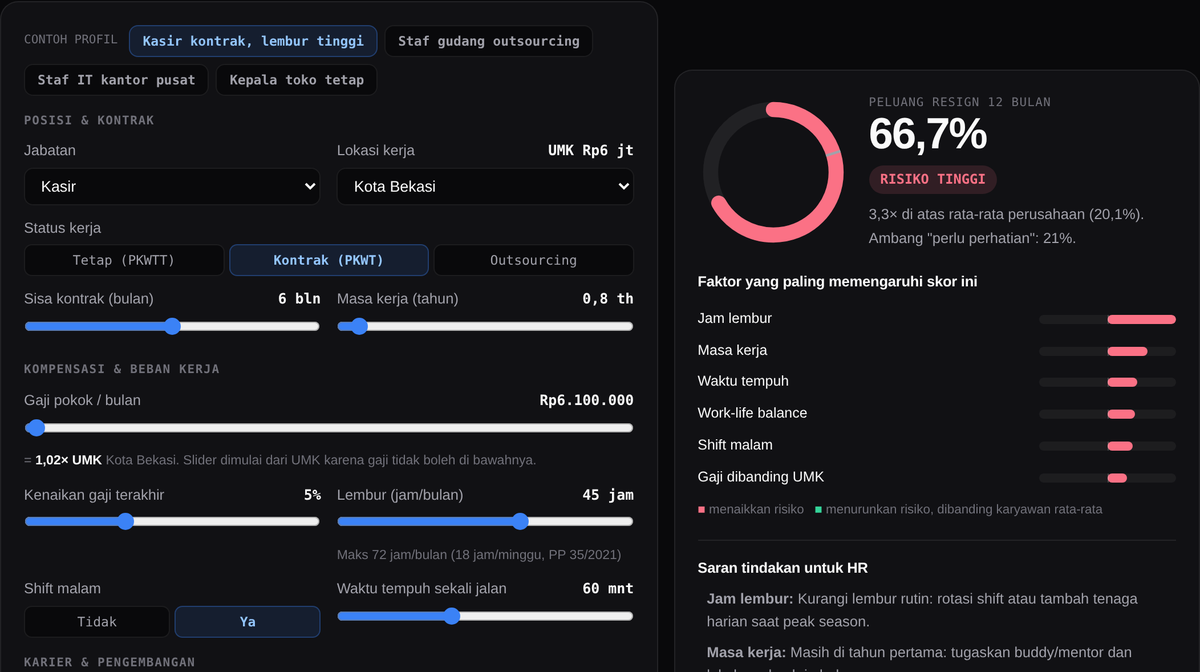 CONTOH PROFIL
Kasir kontrak, lembur tinggi
Staf gudang outsourcing
Staf IT kantor pusat
Kepala toko tetap
POSISI & KONTRAK
Jabatan
Lokasi kerja
UMK Rp6 jt
Kasir
Kota Bekasi
Status kerja
Tetap (PKWTT)
Kontrak (PKWT)
Outsourcing
Sisa kontrak (bulan)
6 bln
Masa kerja (tahun)
0,8 th
KOMPENSASI & BEBAN KERJA
Gaji pokok / bulan
Rp6.100.000
= 1,02× UMK Kota Bekasi. Slider dimulai dari UMK karena gaji tidak boleh di bawahnya.
Kenaikan gaji terakhir
5%
Lembur (jam/bulan)
45 jam
Maks 72 jam/bulan (18 jam/minggu, PP 35/2021)
Shift malam
Tidak
Ya
Waktu tempuh sekali jalan
60 mnt
KARIER & PENGEMBANGAN
PELUANG RESIGN 12 BULAN
66,7%
RISIKO TINGGI
3,3× di atas rata-rata perusahaan (20,1%).
Ambang "perlu perhatian": 21%.
Faktor yang paling memengaruhi skor ini
Jam lembur
Masa kerja
Waktu tempuh
Work-life balance
Shift malam
Gaji dibanding UMK
menaikkan risiko
menurunkan risiko, dibanding karyawan rata-rata
Saran tindakan untuk HR
Jam lembur: Kurangi lembur rutin: rotasi shift atau tambah tenaga
harian saat peak season.
Masa kerja: Masih di tahun pertama: tugaskan buddy/mentor dan